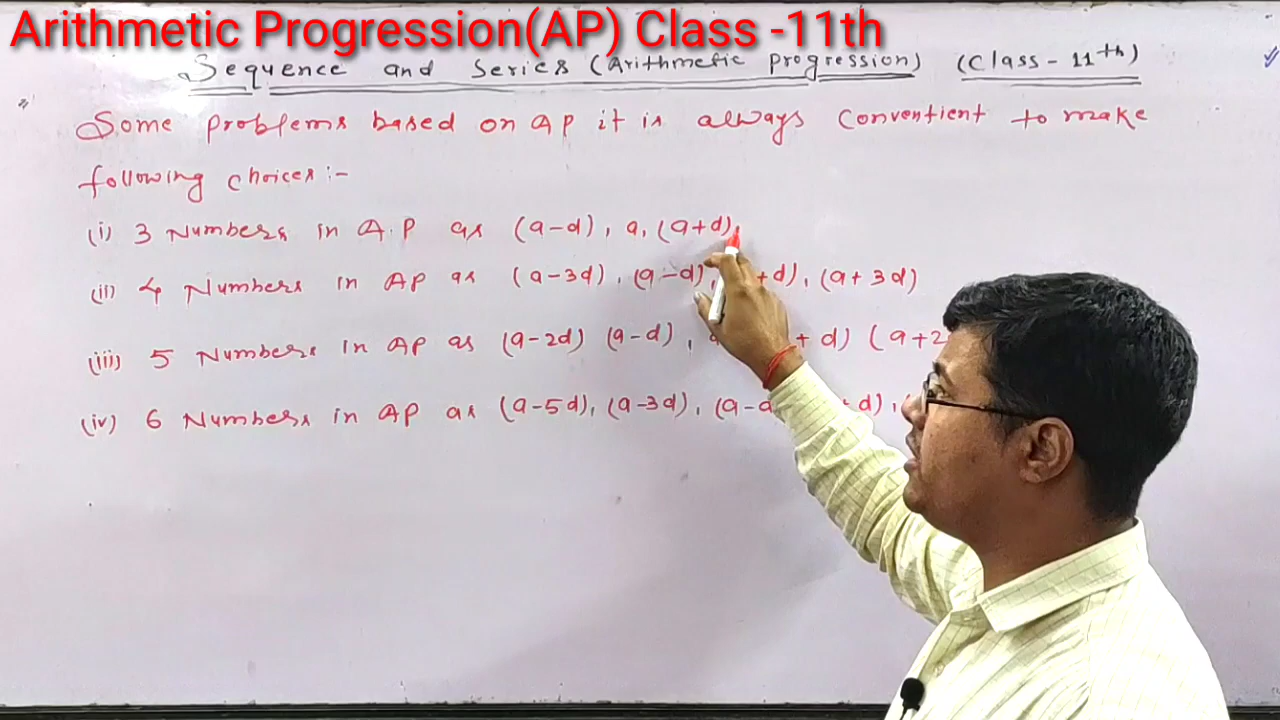 Arithmetic Progression(AP) Class -11th
Sequence and Series (Arithmetic progression) (Class-11th)
Some problems based on AP it is always conventient to make
following choices:-
(i) 3 Numbers in A.P as (a-d), a, (a+d),
(ii) 4 Numbers in AP as (a-3d), (a-d), +d), (a+3d)
(iii) 5 Numbers in AP as (a-2d) (a-d), + d) (a+2
(iv) 6 Numbers in AP as (a-5d), (a-3d), (a-d +d),